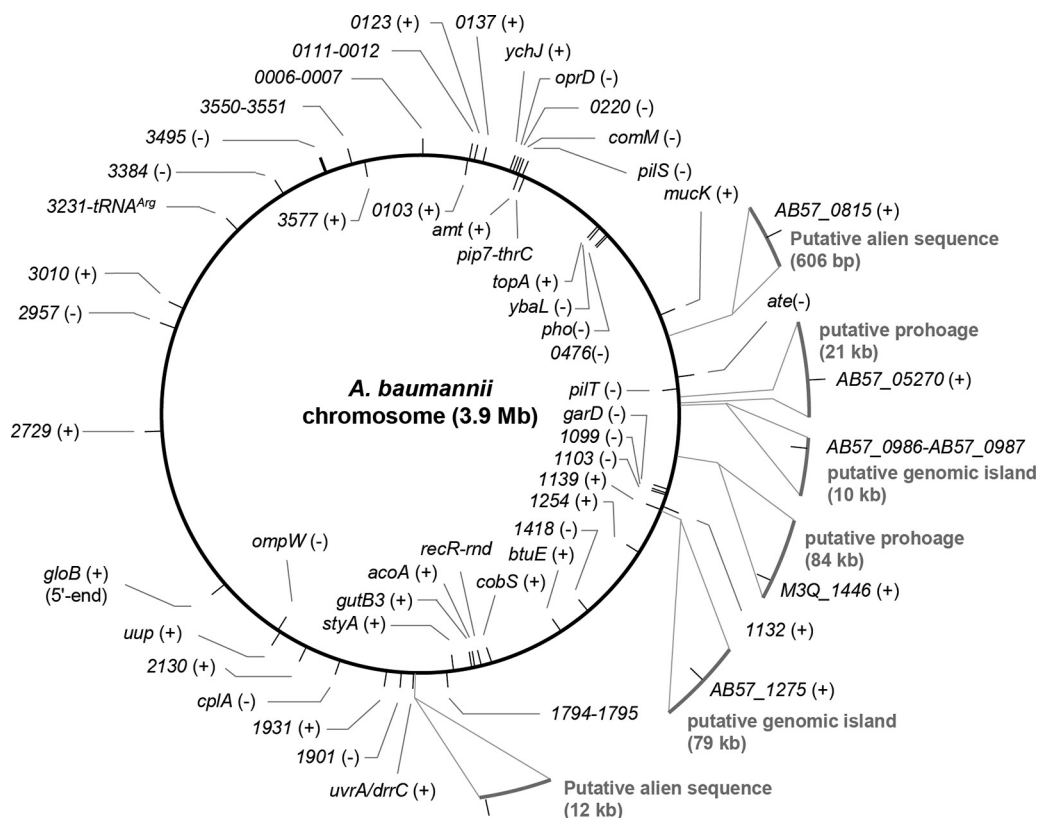 0123 (+)
0137 (+)
0111-0012
ychJ (+)
0006-0007
oprD (-)
3550-3551
0220 (-)
3495 (-)
comM (-)
3384 (-)
pilS (-)
mucK (+)
3231-tRNAArg
3577 (+)
0103 (+)
amt (+)
pip7-thrC
AB57_0815 (+)
Putative alien sequence
(606 bp)
3010 (+)
topA (+)
2957 (-)
ybaL (-)
ate(-)
pho(-)
0476(-)
putative prohoage
(21 kb)
AB57_05270 (+)
A. baumannii
chromosome (3.9 Mb)
pilT (-)
garD (-)
2729 (+)
1099 (-)
1103 (-)
1139 (+)
1254 (+)
AB57_0986-AB57_0987
putative genomic island
(10 kb)
1418 (-)
btuE (+)
putative prohoage
(84 kb)
M3Q_1446 (+)
ompW (-)
recR-rnd
acoA (+)
cobS (+)
gutB3 (+)
styA (+)
gloB (+)
(5'-end)
uup (+)
2130 (+)
1132 (+)
cplA (-)
AB57_1275 (+)
putative genomic island
(79 kb)
1931 (+)
1794-1795
1901 (-)
uvrA/drrC (+)
Putative alien sequence
(12 kb)